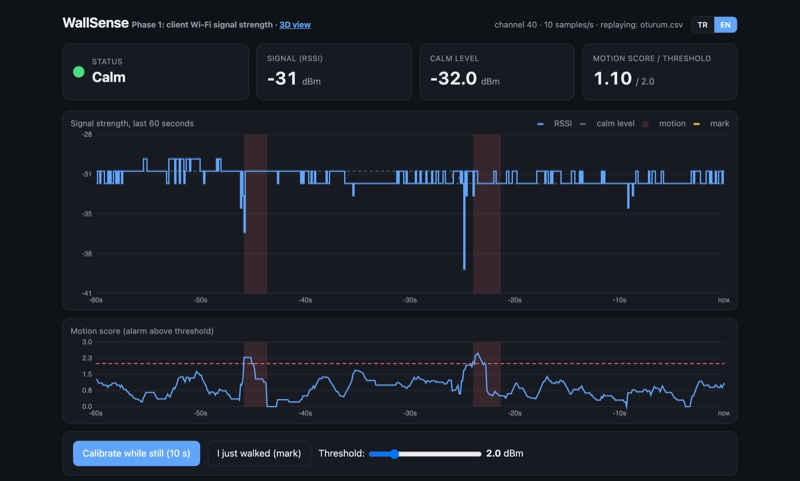 WallSense Phase 1: client Wi-Fi signal strength · 3D view
channel 40 · 10 samples/s · replaying: oturum.csv
TR EN
STATUS
Calm
SIGNAL (RSSI)
-31 dBm
CALM LEVEL
-32.0 dBm
MOTION SCORE / THRESHOLD
1.10 / 2.0
Signal strength, last 60 seconds
RSSI calm level motion mark
-28
-31
-35
-38
-41
-60s -50s -40s -30s -20s -10s now
Motion score (alarm above threshold)
3.0
2.3
1.5
0.8
0.0
-60s -50s -40s -30s -20s -10s now
Calibrate while still (10 s) I just walked (mark) Threshold: 2.0 dBm